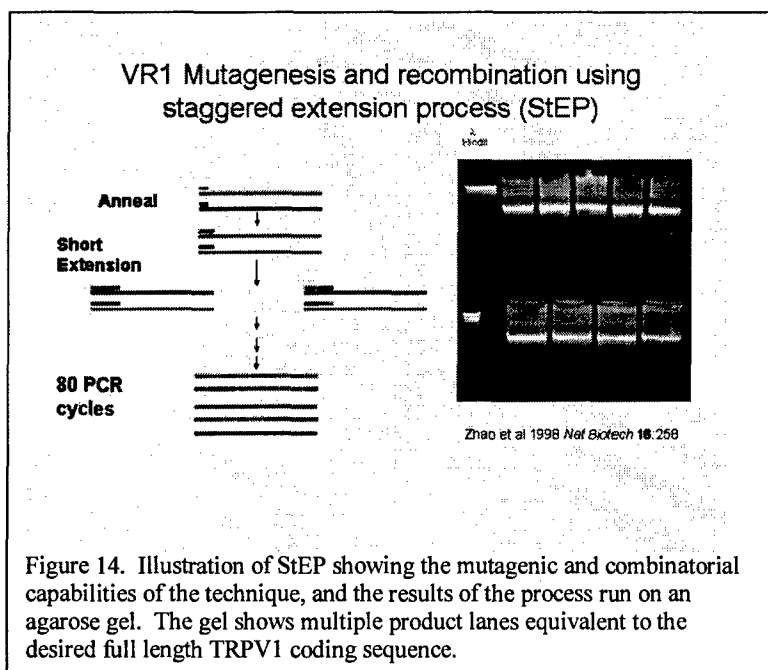 VR1 Mutagenesis and recombination using
staggered extension process (StEP)
λ
HindIII
Anneal
Short
Extension
80 PCR
cycles
Zhao et al 1998 Nat Biotech 16:258
Figure 14. Illustration of StEP showing the mutagenic and combinatorial
capabilities of the technique, and the results of the process run on an
agarose gel. The gel shows multiple product lanes equivalent to the
desired full length TRPV1 coding sequence.